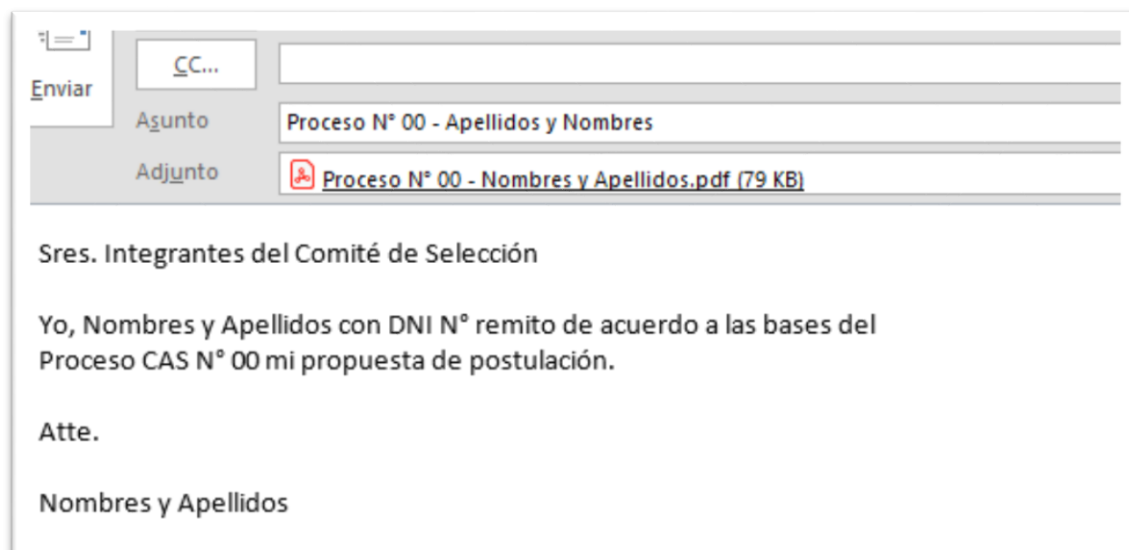 CC...
Enviar
Asunto
Proceso N° 00 - Apellidos y Nombres
Adjunto
Proceso N° 00 - Nombres y Apellidos.pdf (79 KB)
Sres. Integrantes del Comité de Selección
Yo, Nombres y Apellidos con DNI N° remito de acuerdo a las bases del
Proceso CAS N° 00 mi propuesta de postulación.
Atte.
Nombres y Apellidos